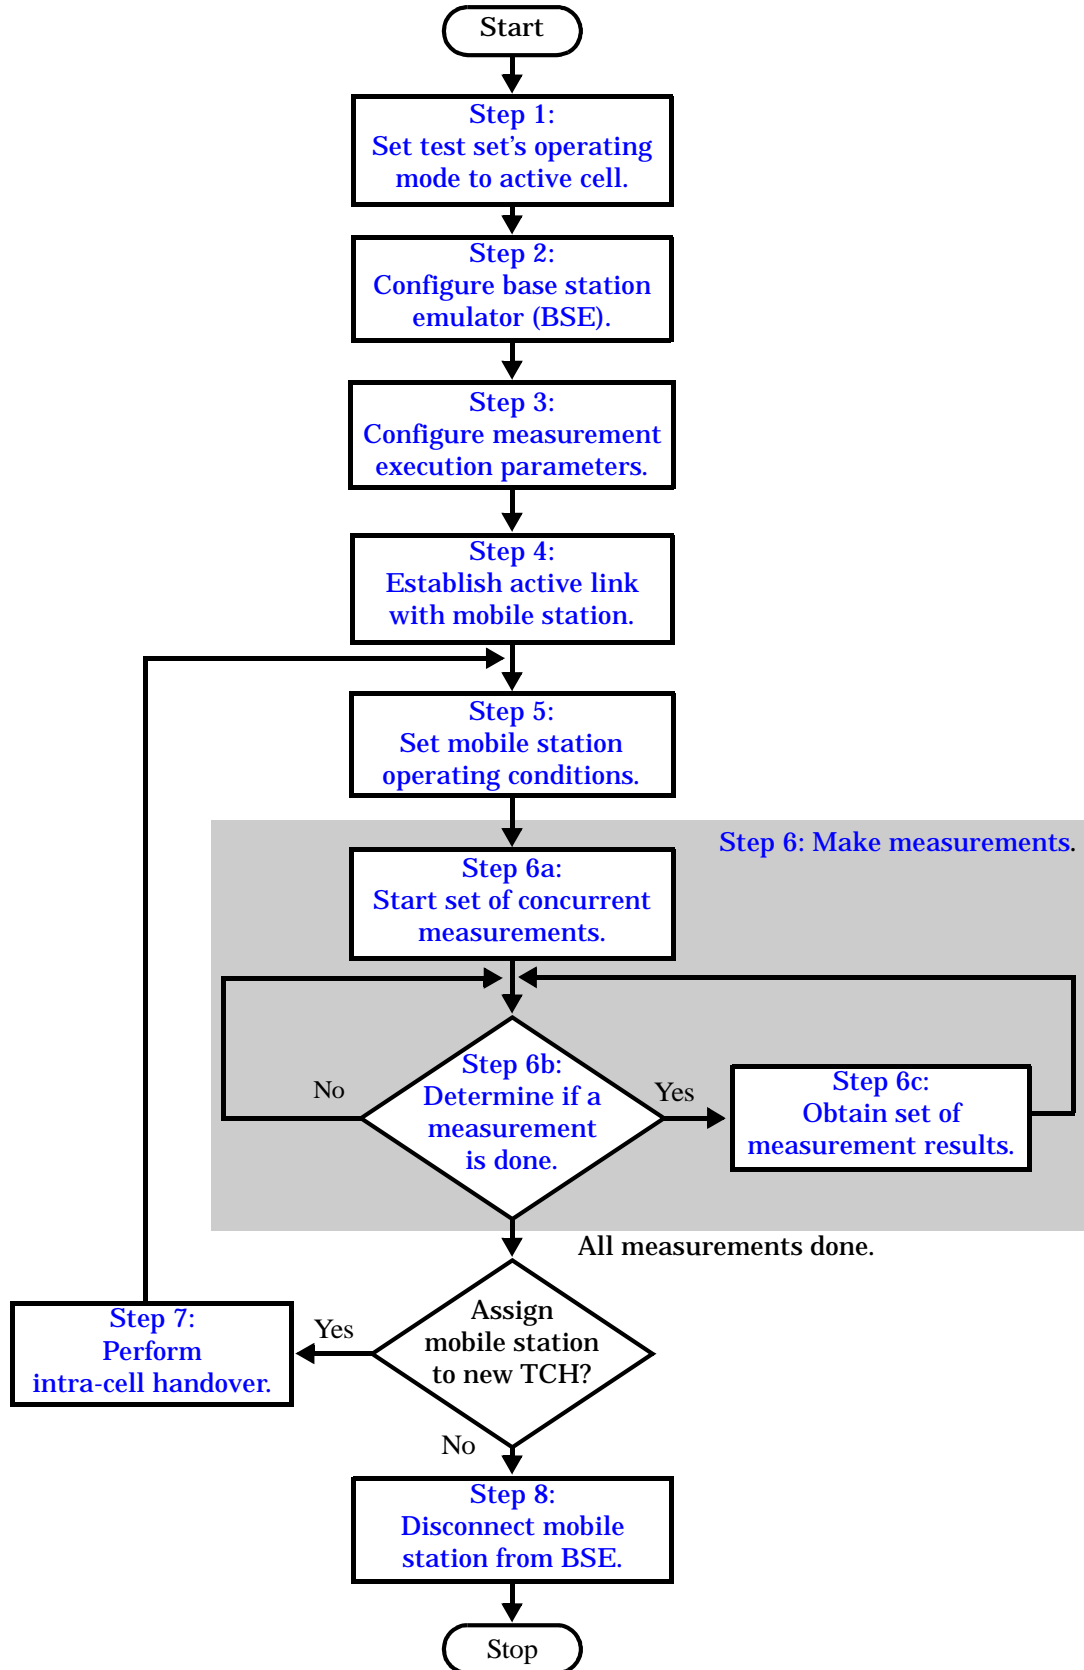 Start
Step 1:
Set test set's operating
mode to active cell.
Step 2:
Configure base station
emulator (BSE).
Step 3:
Configure measurement
execution parameters.
Step 4:
Establish active link
with mobile station.
Step 5:
Set mobile station
operating conditions.
Step 6: Make measurements.
Step 6a:
Start set of concurrent
measurements.
Step 6b:
Determine if a
measurement
is done.
No
Yes
Step 6c:
Obtain set of
measurement results.
All measurements done.
Assign
mobile station
to new TCH?
Yes
Step 7:
Perform
intra-cell handover.
No
Step 8:
Disconnect mobile
station from BSE.
Stop